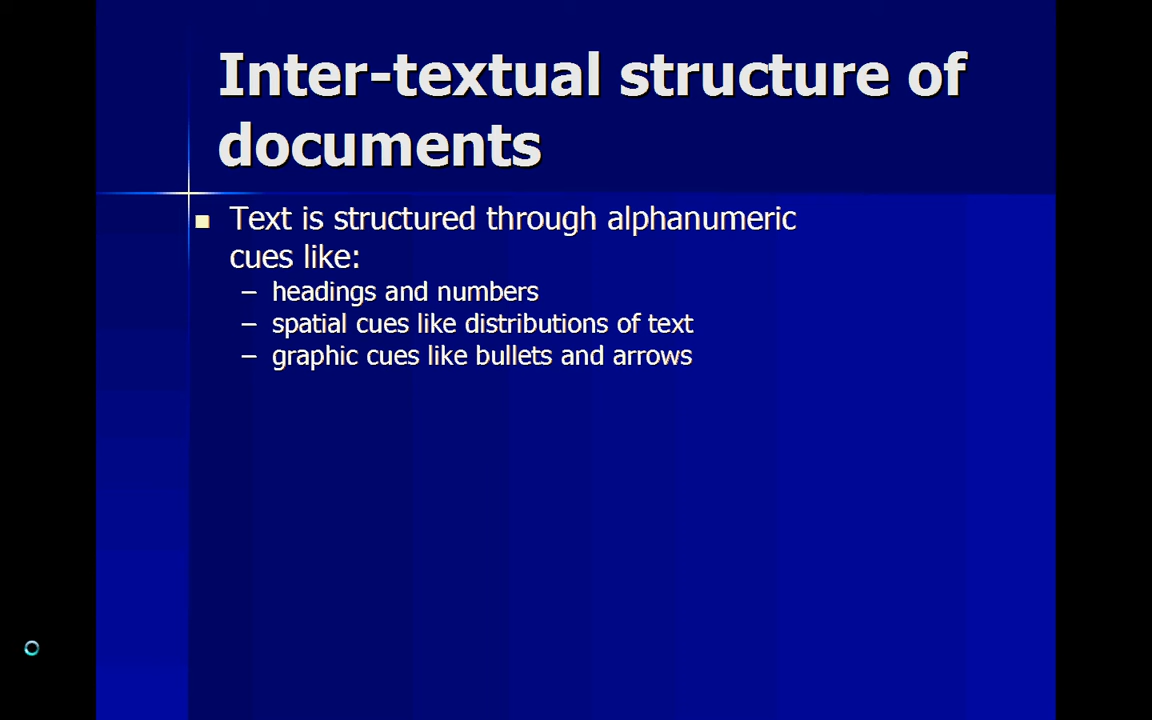 Inter-textual structure of
documents
■ Text is structured through alphanumeric
cues like:
– headings and numbers
– spatial cues like distributions of text
– graphic cues like bullets and arrows